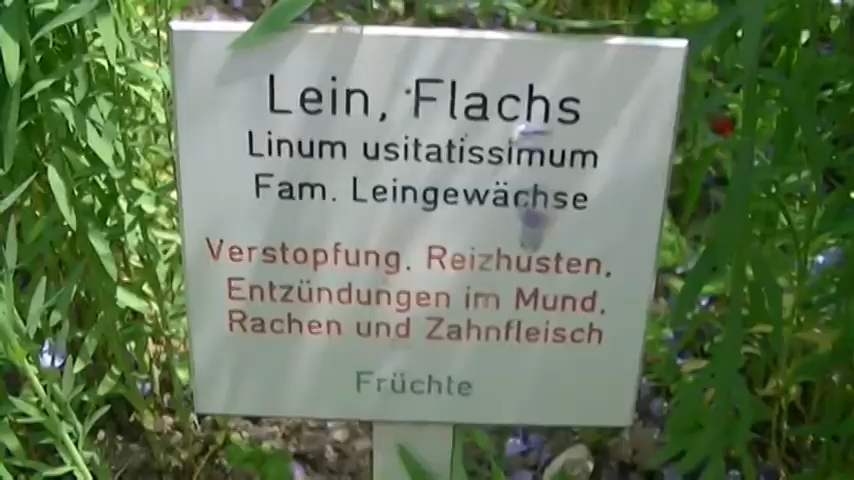 Lein, Flachs
Linum usitatissimum
Fam. Leingewächse
Verstopfung, Reizhusten,
Entzündungen im Mund,
Rachen und Zahnfleisch
Früchte